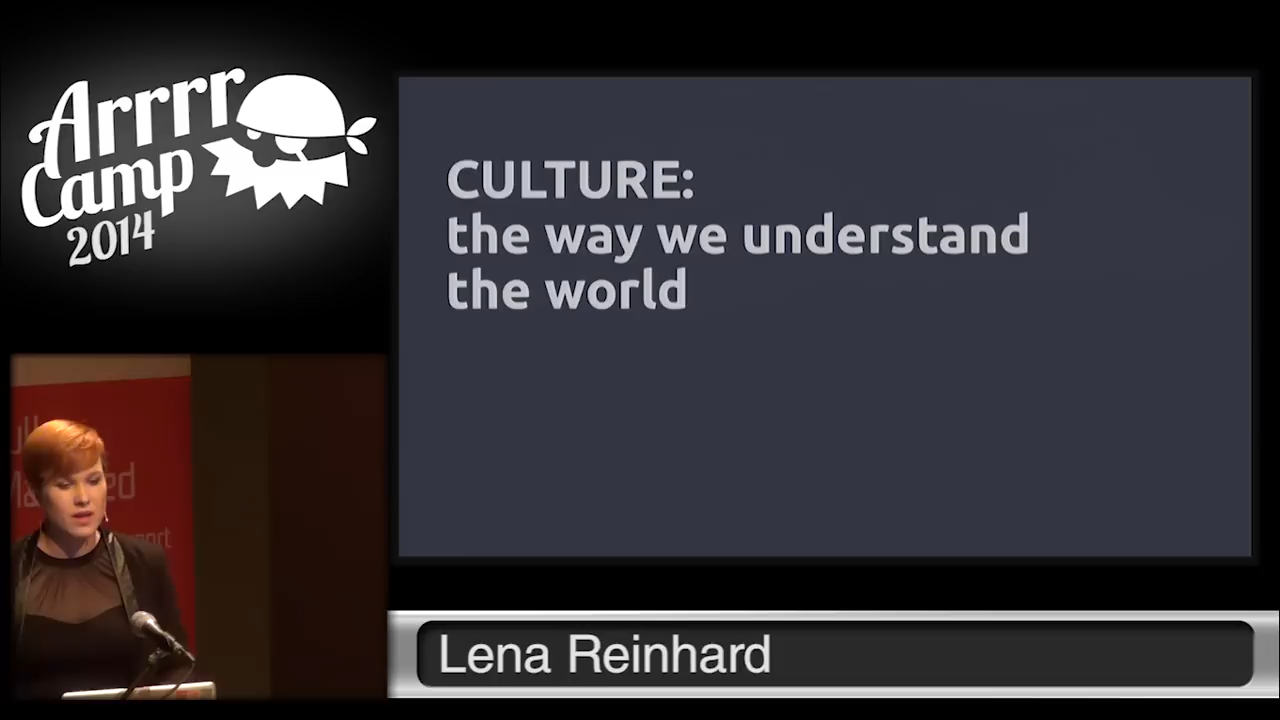 Arrrr
Camp
2014
CULTURE:
the way we understand
the world
Lena Reinhard